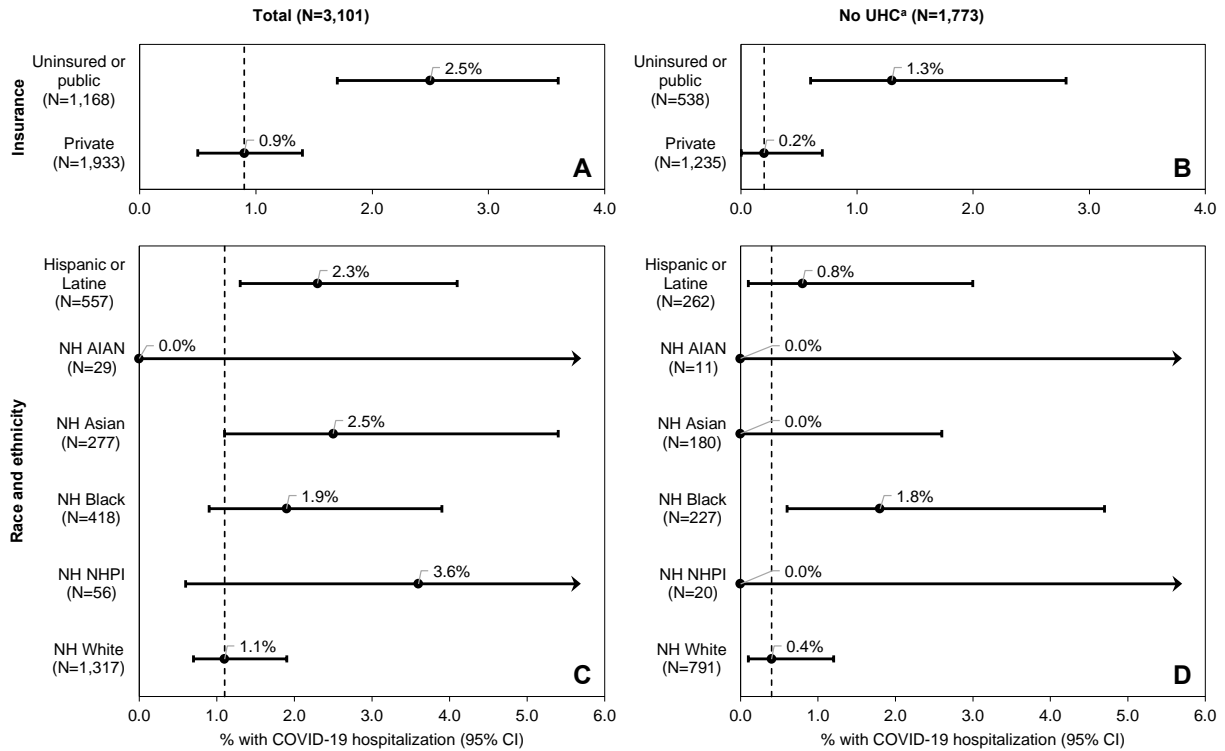 Total (N=3,101)
No UHCᵃ (N=1,773)
Insurance
Uninsured or
public
(N=1,168)
2.5%
Private
(N=1,933)
0.9%
A
0.0 1.0 2.0 3.0 4.0
Uninsured or
public
(N=538)
1.3%
Private
(N=1,235)
0.2%
B
0.0 1.0 2.0 3.0 4.0
Race and ethnicity
Hispanic or
Latine
(N=557)
2.3%
NH AIAN
(N=29)
0.0%
NH Asian
(N=277)
2.5%
NH Black
(N=418)
1.9%
NH NHPI
(N=56)
3.6%
NH White
(N=1,317)
1.1%
C
0.0 1.0 2.0 3.0 4.0 5.0 6.0
% with COVID-19 hospitalization (95% CI)
Hispanic or
Latine
(N=262)
0.8%
NH AIAN
(N=11)
0.0%
NH Asian
(N=180)
0.0%
NH Black
(N=227)
1.8%
NH NHPI
(N=20)
0.0%
NH White
(N=791)
0.4%
D
0.0 1.0 2.0 3.0 4.0 5.0 6.0
% with COVID-19 hospitalization (95% CI)